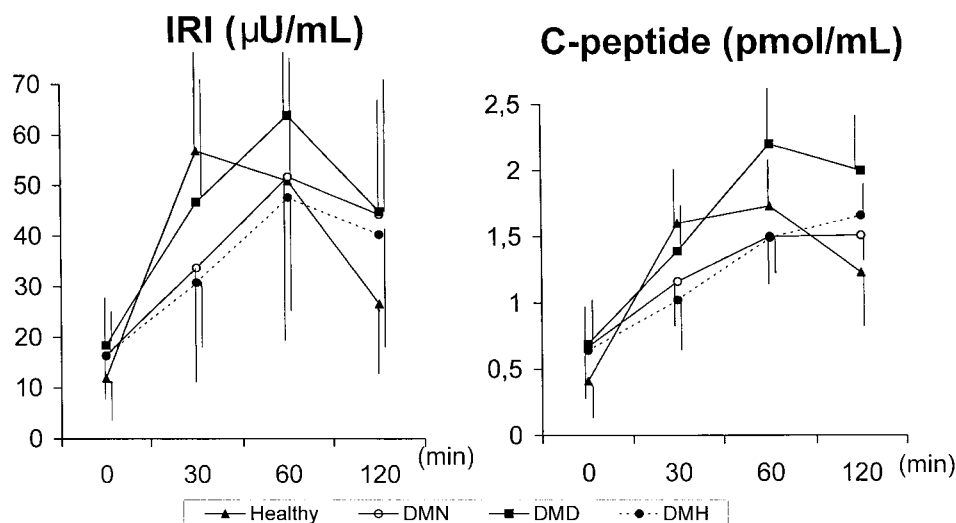 IRI (µU/mL)
70
60
50
40
30
20
10
0
0 30 60 120 (min)
C-peptide (pmol/mL)
2,5
2
1,5
1
0,5
0
0 30 60 120 (min)
Healthy DMN DMD DMH